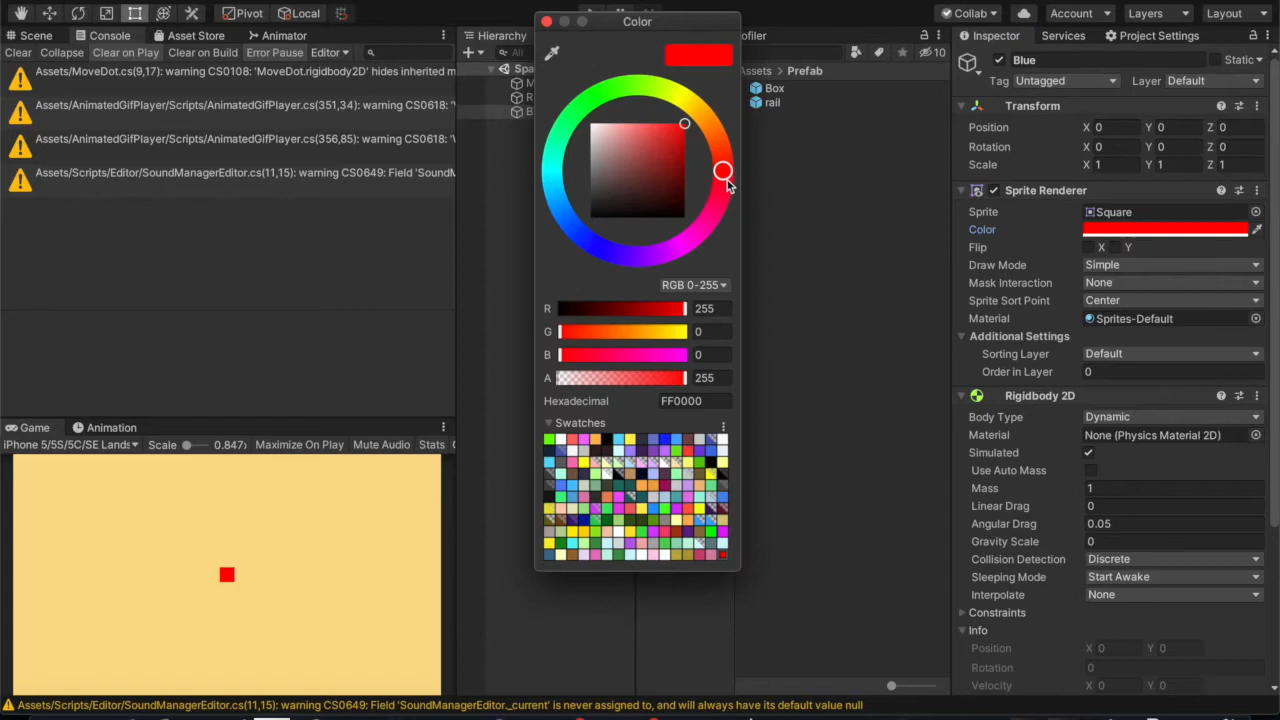 Pivot
Local
Color
Collab
Account
Layers
Layout
Scene
Console
Asset Store
Animator
Hierarchy
ofiler
Inspector
Services
Project Settings
Clear
Collapse
Clear on Play
Clear on Build
Error Pause
Editor
All
10
Assets/MoveDot.cs(9,17): warning CS0108: 'MoveDot.rigidbody2D' hides inherited m
Assets/AnimatedGifPlayer/Scripts/AnimatedGifPlayer.cs(351,34): warning CS0618: '
Assets/AnimatedGifPlayer/Scripts/AnimatedGifPlayer.cs(356,85): warning CS0618: '
Assets/Scripts/Editor/SoundManagerEditor.cs(11,15): warning CS0649: Field 'SoundM
Spa
M
R
B
RGB 0-255
R 255
G 0
B 0
A 255
Hexadecimal FF0000
Swatches
Assets Prefab
Box
rail
Blue
Static
Tag Untagged Layer Default
Transform
Position X 0 Y 0 Z 0
Rotation X 0 Y 0 Z 0
Scale X 1 Y 1 Z 1
Sprite Renderer
Sprite Square
Color
Flip X Y
Draw Mode Simple
Mask Interaction None
Sprite Sort Point Center
Material Sprites-Default
Additional Settings
Sorting Layer Default
Order in Layer 0
Rigidbody 2D
Body Type Dynamic
Material None (Physics Material 2D)
Simulated
Use Auto Mass
Mass 1
Linear Drag 0
Angular Drag 0.05
Gravity Scale 0
Collision Detection Discrete
Sleeping Mode Start Awake
Interpolate None
Constraints
Info
Position X 0 Y 0
Rotation 0
Velocity X 0 Y 0
Game
Animation
iPhone 5/5S/5C/SE Lands Scale 0.847 Maximize On Play Mute Audio Stats
Assets/Scripts/Editor/SoundManagerEditor.cs(11,15): warning CS0649: Field 'SoundManagerEditor._current' is never assigned to, and will always have its default value null